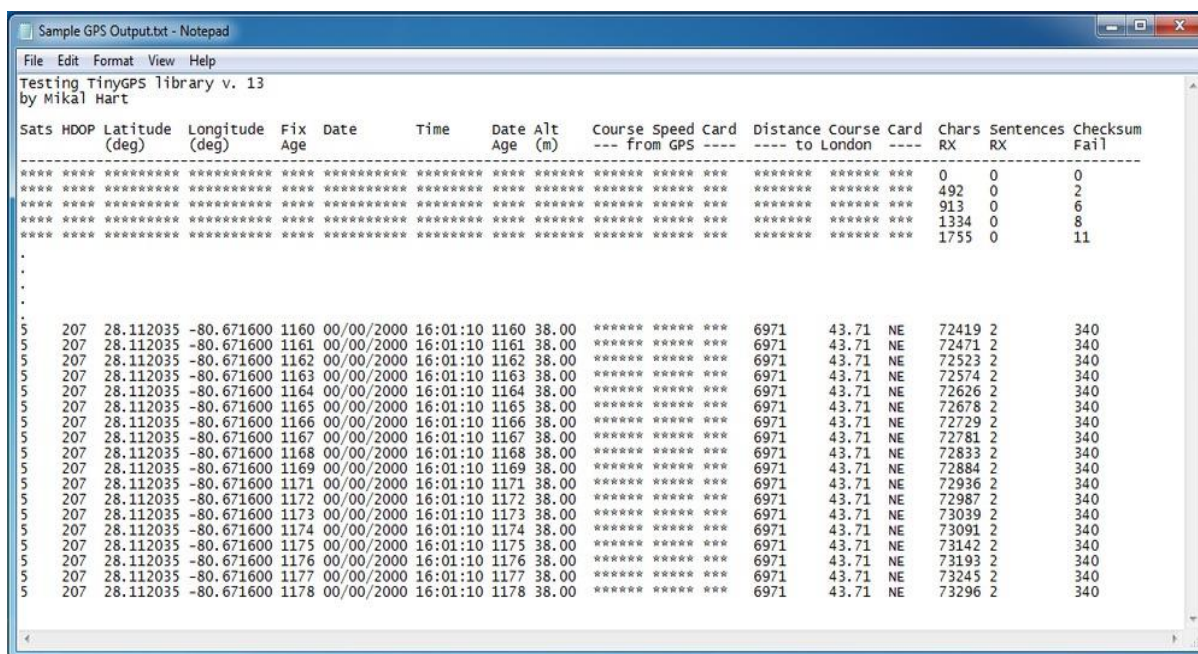 Sample GPS Output.txt - Notepad
File Edit Format View Help
Testing TinyGPS library v. 13
by Mikal Hart
Sats HDOP Latitude Longitude Fix Date Time Date Alt Course Speed Card Distance Course Card Chars Sentences Checksum
(deg) (deg) Age Age (m) --- from GPS ---- ---- to London ---- RX RX Fail
--------------------------------------------------------------------------------------------------------------------------------------
**** **** ********* ********** **** ********** ******** **** ****** ****** ***** *** ******* ****** *** 0 0 0
**** **** ********* ********** **** ********** ******** **** ****** ****** ***** *** ******* ****** *** 492 0 2
**** **** ********* ********** **** ********** ******** **** ****** ****** ***** *** ******* ****** *** 913 0 6
**** **** ********* ********** **** ********** ******** **** ****** ****** ***** *** ******* ****** *** 1334 0 8
**** **** ********* ********** **** ********** ******** **** ****** ****** ***** *** ******* ****** *** 1755 0 11
.
.
.
.
.
5 207 28.112035 -80.671600 1160 00/00/2000 16:01:10 1160 38.00 ****** ***** *** 6971 43.71 NE 72419 2 340
5 207 28.112035 -80.671600 1161 00/00/2000 16:01:10 1161 38.00 ****** ***** *** 6971 43.71 NE 72471 2 340
5 207 28.112035 -80.671600 1162 00/00/2000 16:01:10 1162 38.00 ****** ***** *** 6971 43.71 NE 72523 2 340
5 207 28.112035 -80.671600 1163 00/00/2000 16:01:10 1163 38.00 ****** ***** *** 6971 43.71 NE 72574 2 340
5 207 28.112035 -80.671600 1164 00/00/2000 16:01:10 1164 38.00 ****** ***** *** 6971 43.71 NE 72626 2 340
5 207 28.112035 -80.671600 1165 00/00/2000 16:01:10 1165 38.00 ****** ***** *** 6971 43.71 NE 72678 2 340
5 207 28.112035 -80.671600 1166 00/00/2000 16:01:10 1166 38.00 ****** ***** *** 6971 43.71 NE 72729 2 340
5 207 28.112035 -80.671600 1167 00/00/2000 16:01:10 1167 38.00 ****** ***** *** 6971 43.71 NE 72781 2 340
5 207 28.112035 -80.671600 1168 00/00/2000 16:01:10 1168 38.00 ****** ***** *** 6971 43.71 NE 72833 2 340
5 207 28.112035 -80.671600 1169 00/00/2000 16:01:10 1169 38.00 ****** ***** *** 6971 43.71 NE 72884 2 340
5 207 28.112035 -80.671600 1171 00/00/2000 16:01:10 1171 38.00 ****** ***** *** 6971 43.71 NE 72936 2 340
5 207 28.112035 -80.671600 1172 00/00/2000 16:01:10 1172 38.00 ****** ***** *** 6971 43.71 NE 72987 2 340
5 207 28.112035 -80.671600 1173 00/00/2000 16:01:10 1173 38.00 ****** ***** *** 6971 43.71 NE 73039 2 340
5 207 28.112035 -80.671600 1174 00/00/2000 16:01:10 1174 38.00 ****** ***** *** 6971 43.71 NE 73091 2 340
5 207 28.112035 -80.671600 1175 00/00/2000 16:01:10 1175 38.00 ****** ***** *** 6971 43.71 NE 73142 2 340
5 207 28.112035 -80.671600 1176 00/00/2000 16:01:10 1176 38.00 ****** ***** *** 6971 43.71 NE 73193 2 340
5 207 28.112035 -80.671600 1177 00/00/2000 16:01:10 1177 38.00 ****** ***** *** 6971 43.71 NE 73245 2 340
5 207 28.112035 -80.671600 1178 00/00/2000 16:01:10 1178 38.00 ****** ***** *** 6971 43.71 NE 73296 2 340